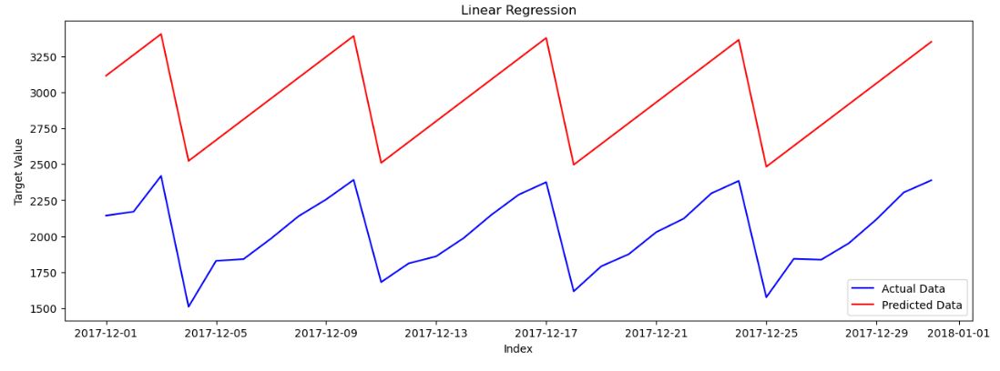 Linear Regression
Target Value
3250
3000
2750
2500
2250
2000
1750
1500
Actual Data
Predicted Data
2017-12-01 2017-12-05 2017-12-09 2017-12-13 2017-12-17 2017-12-21 2017-12-25 2017-12-29 2018-01-01
Index